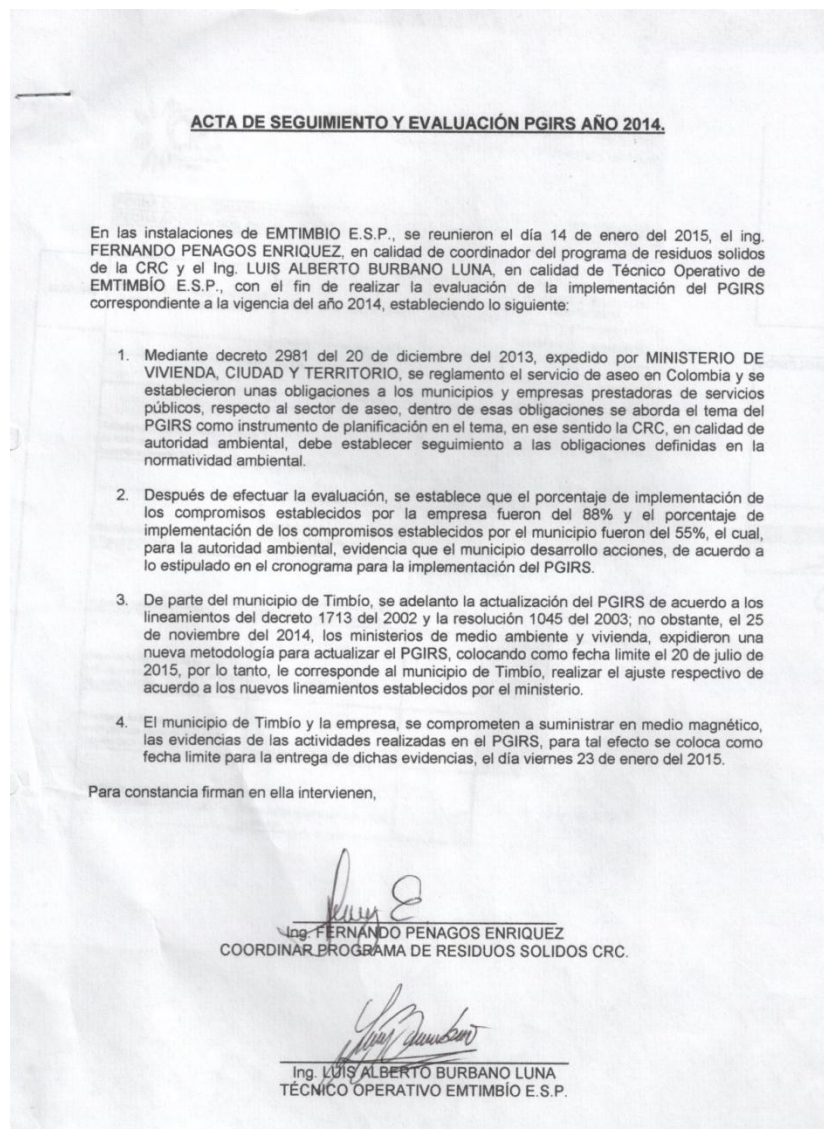 ACTA DE SEGUIMIENTO Y EVALUACIÓN PGIRS AÑO 2014.
En las instalaciones de EMTIMBIO E.S.P., se reunieron el día 14 de enero del 2015, el ing.
FERNANDO PENAGOS ENRIQUEZ, en calidad de coordinador del programa de residuos solidos
de la CRC y el Ing. LUIS ALBERTO BURBANO LUNA, en calidad de Técnico Operativo de
EMTIMBÍO E.S.P., con el fin de realizar la evaluación de la implementación del PGIRS
correspondiente a la vigencia del año 2014, estableciendo lo siguiente:
1. Mediante decreto 2981 del 20 de diciembre del 2013, expedido por MINISTERIO DE
VIVIENDA, CIUDAD Y TERRITORIO, se reglamento el servicio de aseo en Colombia y se
establecieron unas obligaciones a los municipios y empresas prestadoras de servicios
públicos, respecto al sector de aseo, dentro de esas obligaciones se aborda el tema del
PGIRS como instrumento de planificación en el tema, en ese sentido la CRC, en calidad de
autoridad ambiental, debe establecer seguimiento a las obligaciones definidas en la
normatividad ambiental.
2. Después de efectuar la evaluación, se establece que el porcentaje de implementación de
los compromisos establecidos por la empresa fueron del 88% y el porcentaje de
implementación de los compromisos establecidos por el municipio fueron del 55%, el cual,
para la autoridad ambiental, evidencia que el municipio desarrollo acciones, de acuerdo a
lo estipulado en el cronograma para la implementación del PGIRS.
3. De parte del municipio de Timbío, se adelanto la actualización del PGIRS de acuerdo a los
lineamientos del decreto 1713 del 2002 y la resolución 1045 del 2003; no obstante, el 25
de noviembre del 2014, los ministerios de medio ambiente y vivienda, expidieron una
nueva metodología para actualizar el PGIRS, colocando como fecha limite el 20 de julio de
2015, por lo tanto, le corresponde al municipio de Timbío, realizar el ajuste respectivo de
acuerdo a los nuevos lineamientos establecidos por el ministerio.
4. El municipio de Timbío y la empresa, se comprometen a suministrar en medio magnético,
las evidencias de las actividades realizadas en el PGIRS, para tal efecto se coloca como
fecha limite para la entrega de dichas evidencias, el día viernes 23 de enero del 2015.
Para constancia firman en ella intervienen,
Ing. FERNANDO PENAGOS ENRIQUEZ
COORDINAR PROGRAMA DE RESIDUOS SOLIDOS CRC.
Ing. LUIS ALBERTO BURBANO LUNA
TÉCNICO OPERATIVO EMTIMBÍO E.S.P.